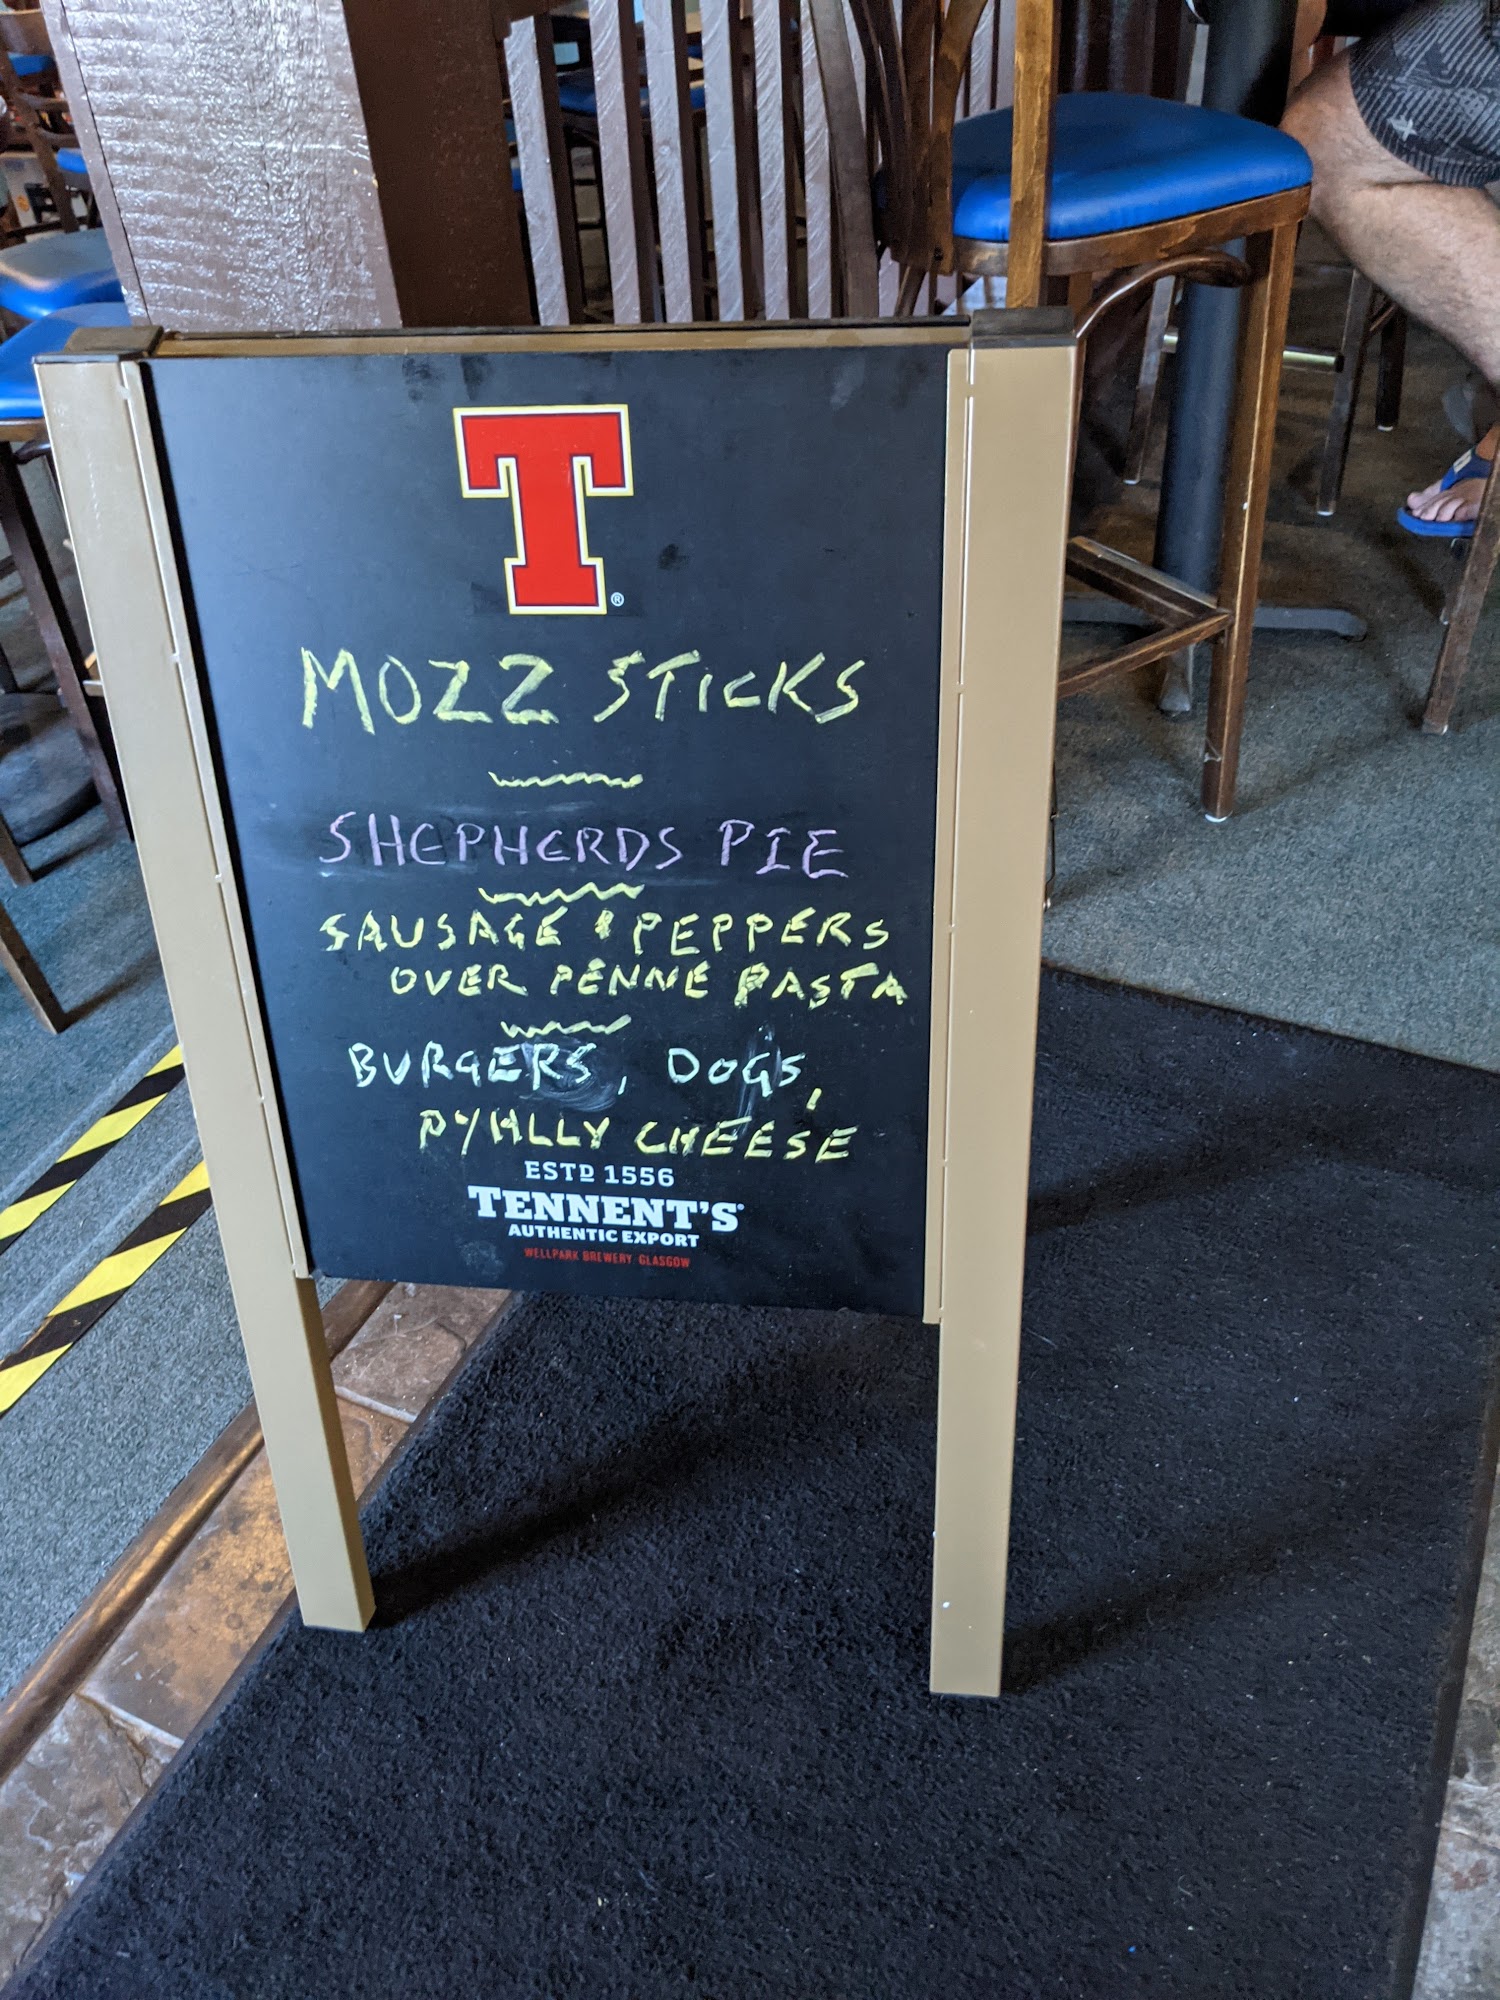 T®
MOZZ STICKS
SHEPHERDS PIE
SAUSAGE & PEPPERS
OVER PENNE PASTA
BURGERS, DOGS,
PHILLY CHEESE
ESTD 1556
TENNENT'S
AUTHENTIC EXPORT
WELLPARK BREWERY GLASGOW